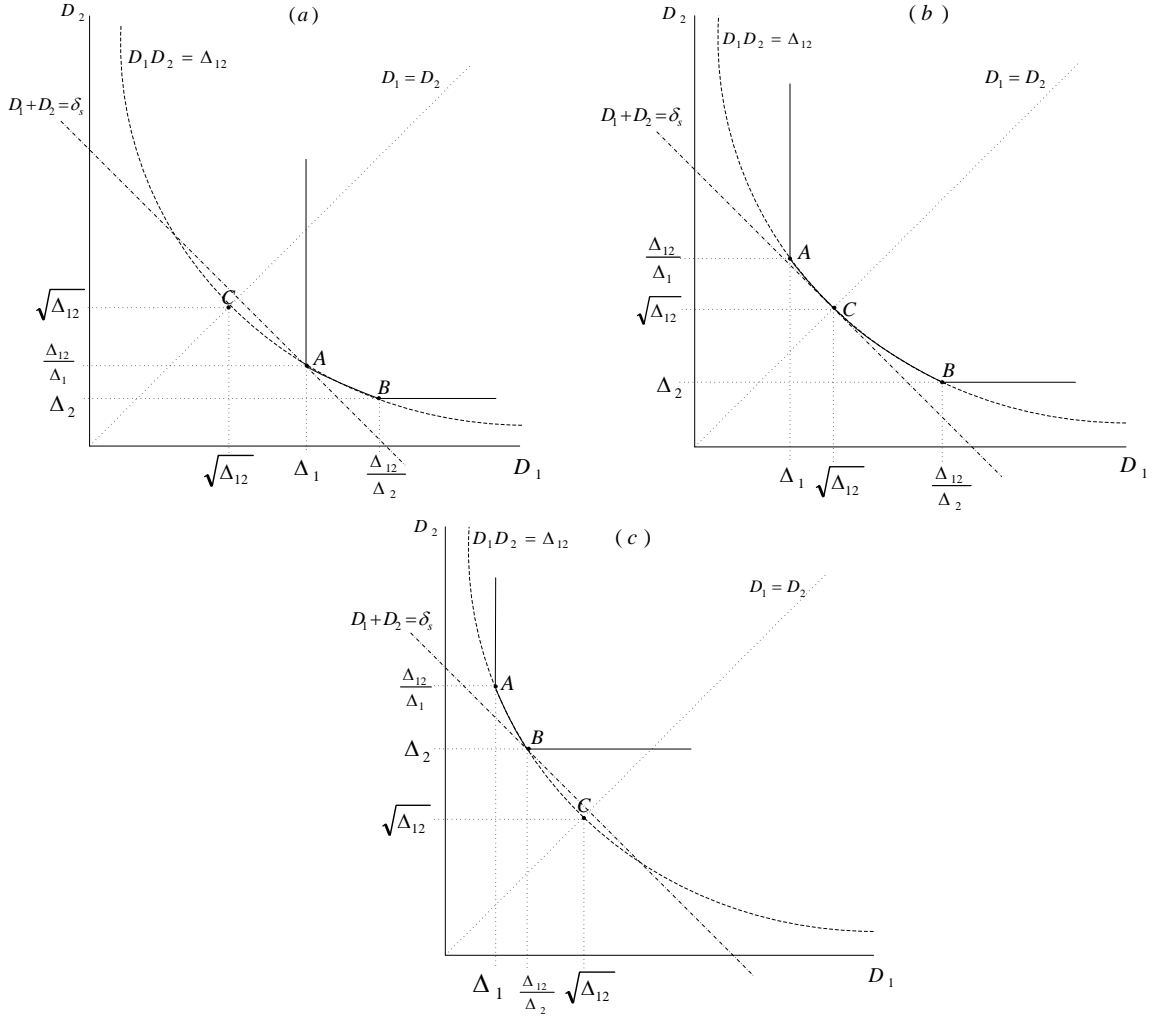 D₂
(a)
D₁D₂ = Δ₁₂
D₁ = D₂
D₁+D₂=δₛ
C
√Δ₁₂
A
Δ₁₂/Δ₁
B
Δ₂
√Δ₁₂
Δ₁
Δ₁₂/Δ₂
D₁
D₂
(b)
D₁D₂ = Δ₁₂
D₁ = D₂
D₁+D₂=δₛ
A
Δ₁₂/Δ₁
C
√Δ₁₂
B
Δ₂
Δ₁
√Δ₁₂
Δ₁₂/Δ₂
D₁
D₂
D₁D₂ = Δ₁₂
(c)
D₁ = D₂
D₁+D₂=δₛ
A
Δ₁₂/Δ₁
B
Δ₂
C
√Δ₁₂
Δ₁
Δ₁₂/Δ₂
√Δ₁₂
D₁